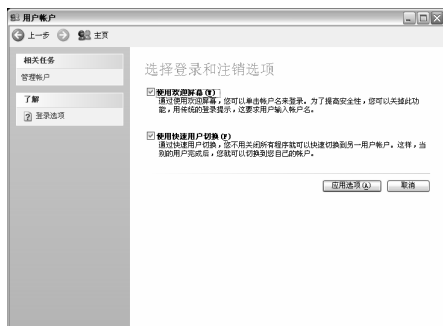 用户帐户
上一步 主页
相关任务
管理帐户
了解
登录选项
选择登录和注销选项
使用欢迎屏幕(W)
通过使用欢迎屏幕，您可以单击帐户名来登录。为了提高安全性，您可以关掉此功
能，用传统的登录提示，这要求用户输入帐户名。
使用快速用户切换(F)
通过快速用户切换，您不用关闭所有程序就可以快速切换到另一用户帐户。这样，当
别的用户完成后，您就可以切换到您自己的帐户。
应用选项(A) 取消